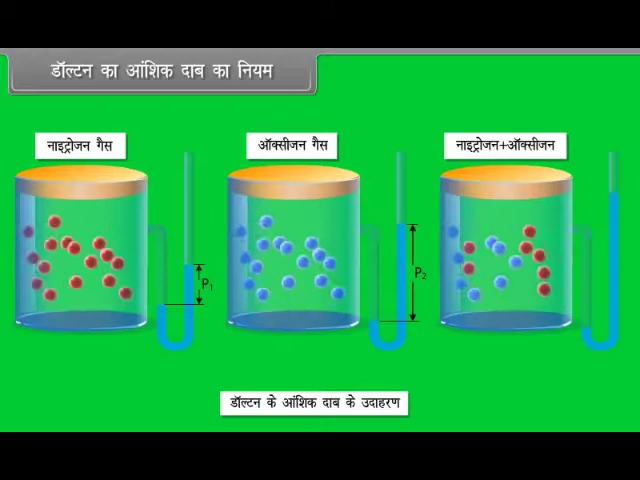 डॉल्टन का आंशिक दाब का नियम
नाइट्रोजन गैस
ऑक्सीजन गैस
नाइट्रोजन+ऑक्सीजन
P1
P2
डॉल्टन के आंशिक दाब के उदाहरण